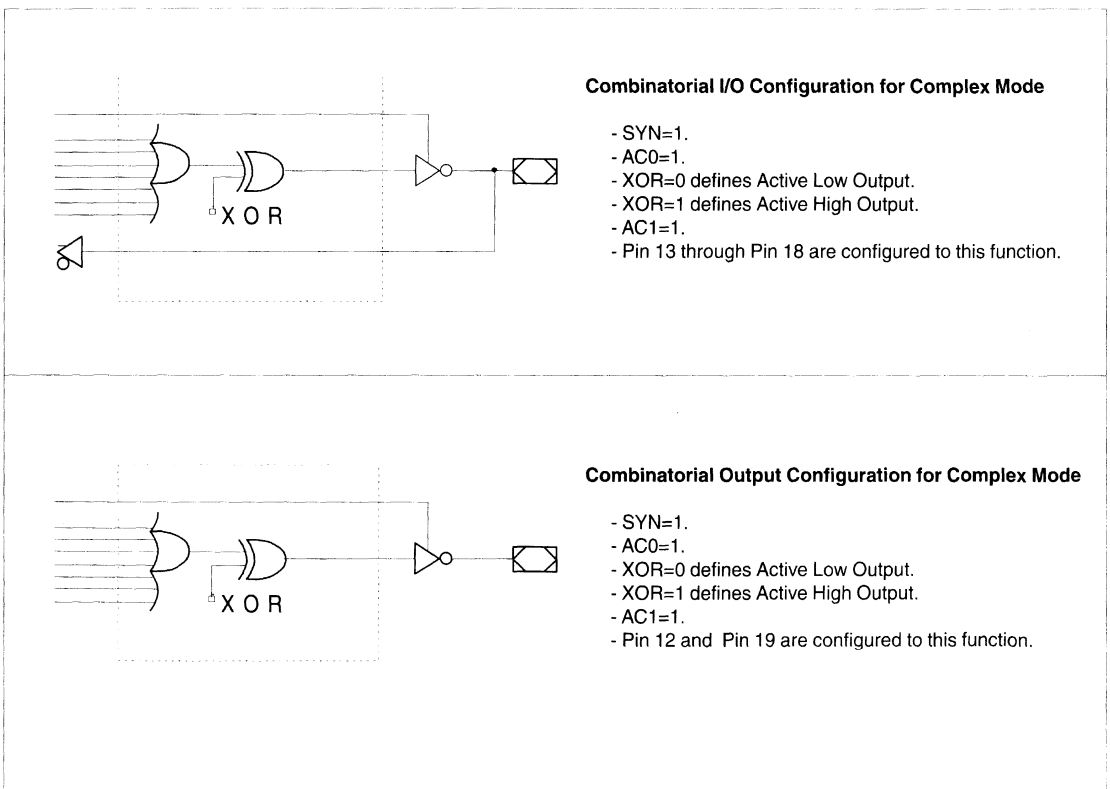 Combinatorial I/O Configuration for Complex Mode
- SYN=1.
- AC0=1.
- XOR=0 defines Active Low Output.
- XOR=1 defines Active High Output.
- AC1=1.
- Pin 13 through Pin 18 are configured to this function.
X O R
Combinatorial Output Configuration for Complex Mode
- SYN=1.
- AC0=1.
- XOR=0 defines Active Low Output.
- XOR=1 defines Active High Output.
- AC1=1.
- Pin 12 and  Pin 19 are configured to this function.
X O R